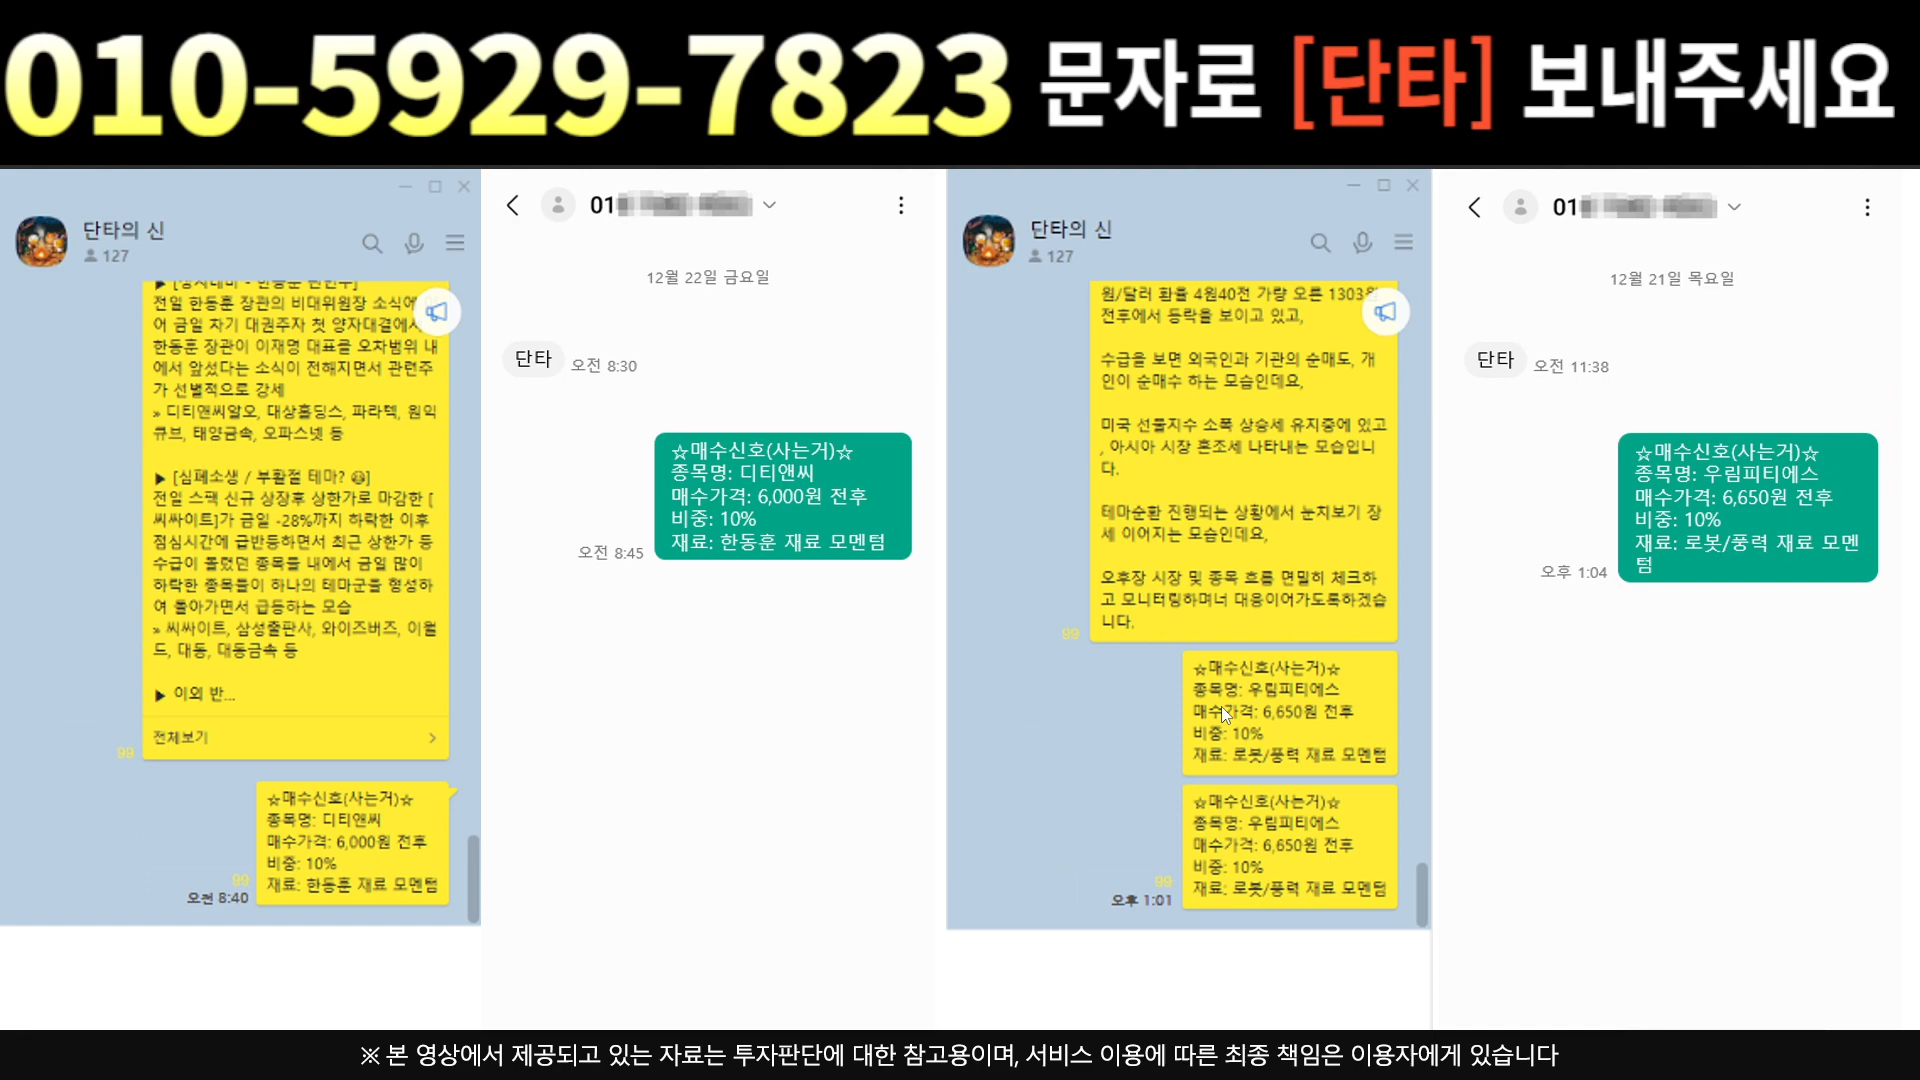 010-5929-7823 문자로 [단타] 보내주세요
단타의 신
127
전일 한동훈 장관의 비대위원장 소식에
어 금일 차기 대권주자 첫 양자대결에서
한동훈 장관이 이재명 대표를 오차범위 내
에서 앞섰다는 소식이 전해지면서 관련주
가 선별적으로 강세
» 디티앤씨알오, 대상홀딩스, 파라텍, 원익
큐브, 태양금속, 오파스넷 등
▶ [심폐소생 / 부활절 테마? 😂]
전일 스팩 신규 상장후 상한가로 마감한 [
씨싸이트]가 금일 -28%까지 하락한 이후
점심시간에 급반등하면서 최근 상한가 등
수급이 몰렸던 종목들 내에서 금일 많이
하락한 종목들이 하나의 테마군을 형성하
여 돌아가면서 급등하는 모습
» 씨싸이트, 삼성출판사, 와이즈버즈, 이월
드, 대동, 대동금속 등
▶ 이외 반...
전체보기
99
☆매수신호(사는거)☆
종목명: 디티앤씨
매수가격: 6,000원 전후
비중: 10%
재료: 한동훈 재료 모멘텀
99
오전 8:40
01
12월 22일 금요일
단타 오전 8:30
☆매수신호(사는거)☆
종목명: 디티앤씨
매수가격: 6,000원 전후
비중: 10%
재료: 한동훈 재료 모멘텀
오전 8:45
단타의 신
127
원/달러 환율 4원40전 가량 오른 1303원
전후에서 등락을 보이고 있고,
수급을 보면 외국인과 기관의 순매도, 개
인이 순매수 하는 모습인데요,
미국 선물지수 소폭 상승세 유지중에 있고
, 아시아 시장 혼조세 나타내는 모습입니
다.
테마순환 진행되는 상황에서 눈치보기 장
세 이어지는 모습인데요,
오후장 시장 및 종목 흐름 면밀히 체크하
고 모니터링하며너 대응이어가도록하겠습
니다.
99
☆매수신호(사는거)☆
종목명: 우림피티에스
매수가격: 6,650원 전후
비중: 10%
재료: 로봇/풍력 재료 모멘텀
☆매수신호(사는거)☆
종목명: 우림피티에스
매수가격: 6,650원 전후
비중: 10%
재료: 로봇/풍력 재료 모멘텀
99
오후 1:01
01
12월 21일 목요일
단타 오전 11:38
☆매수신호(사는거)☆
종목명: 우림피티에스
매수가격: 6,650원 전후
비중: 10%
재료: 로봇/풍력 재료 모멘
텀
오후 1:04
※ 본 영상에서 제공되고 있는 자료는 투자판단에 대한 참고용이며, 서비스 이용에 따른 최종 책임은 이용자에게 있습니다